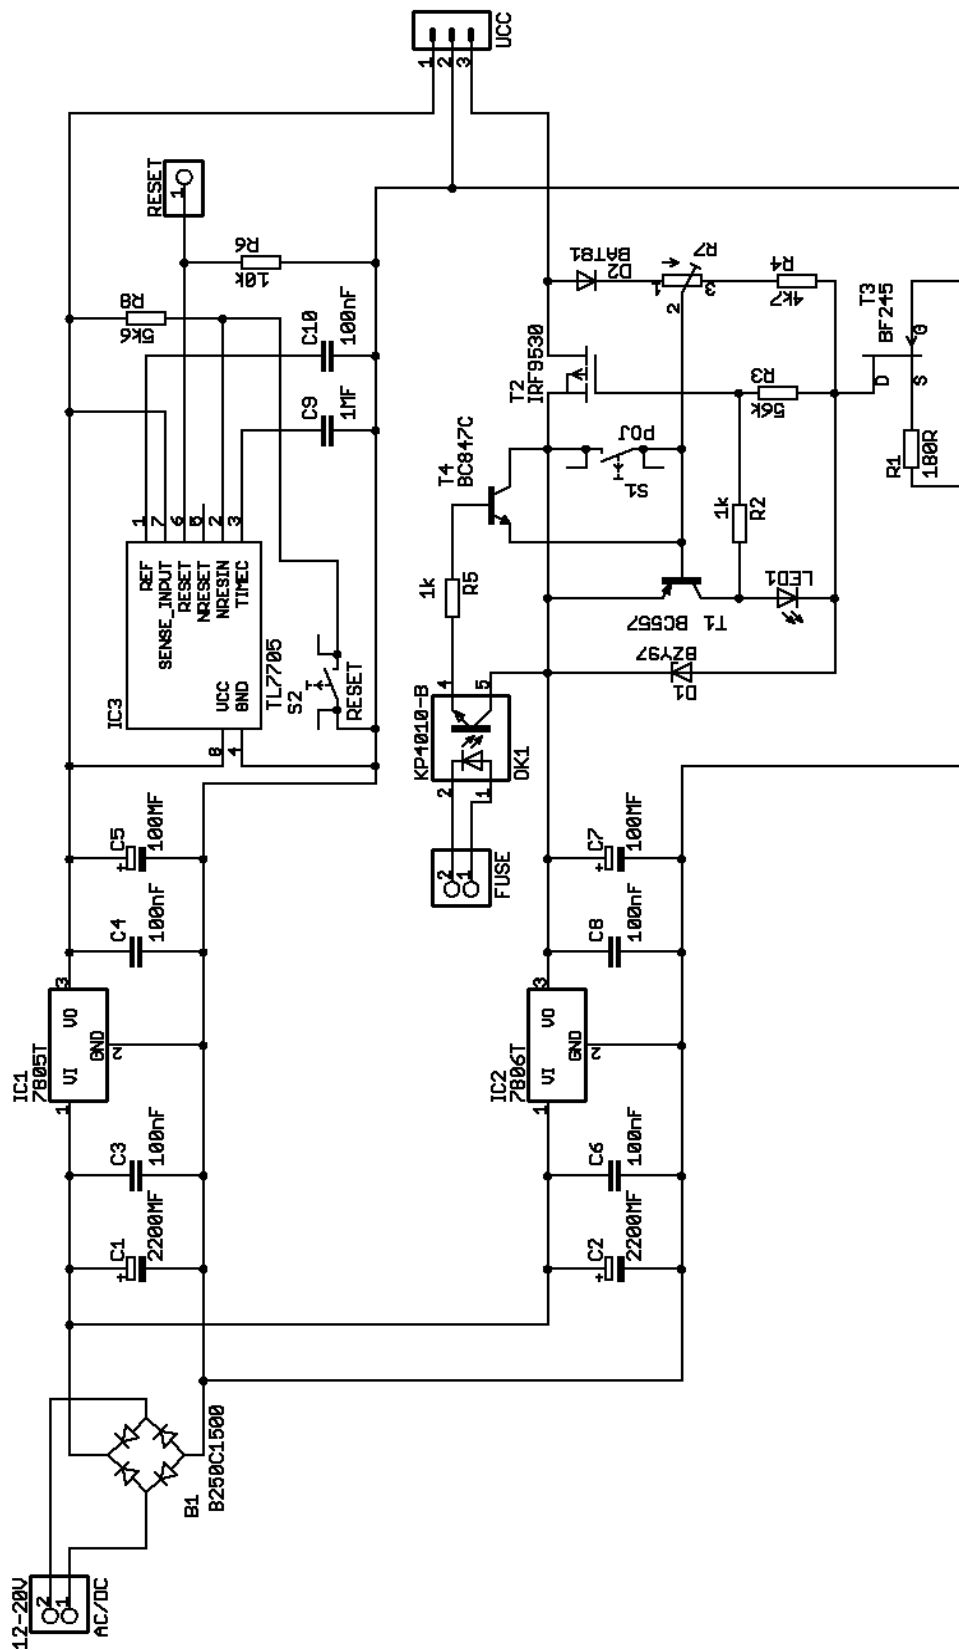 12-20V
2
1
AC/DC
B1
B250C1500
C1
+
2200MF
C3
100nF
IC1
7805T
1
VI
VO
3
GND
2
C4
100nF
C5
+
100MF
IC3
TL7705
8
VCC
4
GND
REF
1
SENSE_INPUT
7
RESET
6
NRESET
5
NRESIN
2
TIMEC
3
S2
RESET
C9
1MF
C10
100nF
R8
5k6
R6
10k
RESET
1
UCC
1
2
3
C2
+
2200MF
C6
100nF
IC2
7806T
1
VI
VO
3
GND
2
C8
100nF
C7
+
100MF
FUSE
2
1
KP4010-B
OK1
2
1
4
5
1k
R5
T4
BC847C
T2
IRF9530
D1
BZY97
T1
BC557
LED1
S1
POJ
1k
R2
R3
56k
D2
BAT81
R7
1
2
3
R4
4k7
T3
BF245
D
G
S
R1
180R